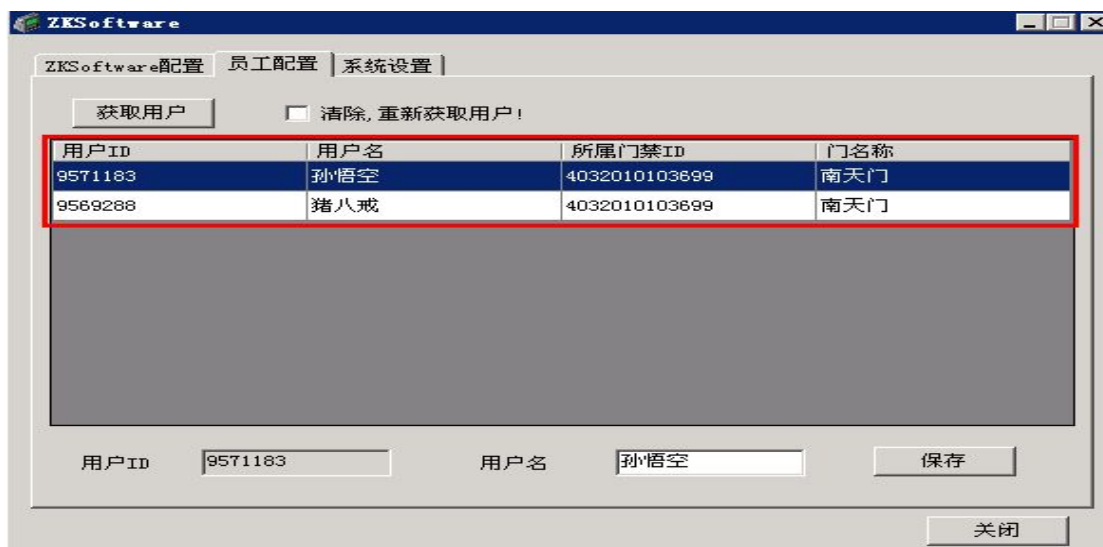 ZKSoftware
ZKSoftware配置 员工配置 系统设置
获取用户 清除,重新获取用户!
用户ID 用户名 所属门禁ID 门名称
9571183 孙悟空 4032010103699 南天门
9569288 猪八戒 4032010103699 南天门
用户ID 9571183 用户名 孙悟空 保存
关闭